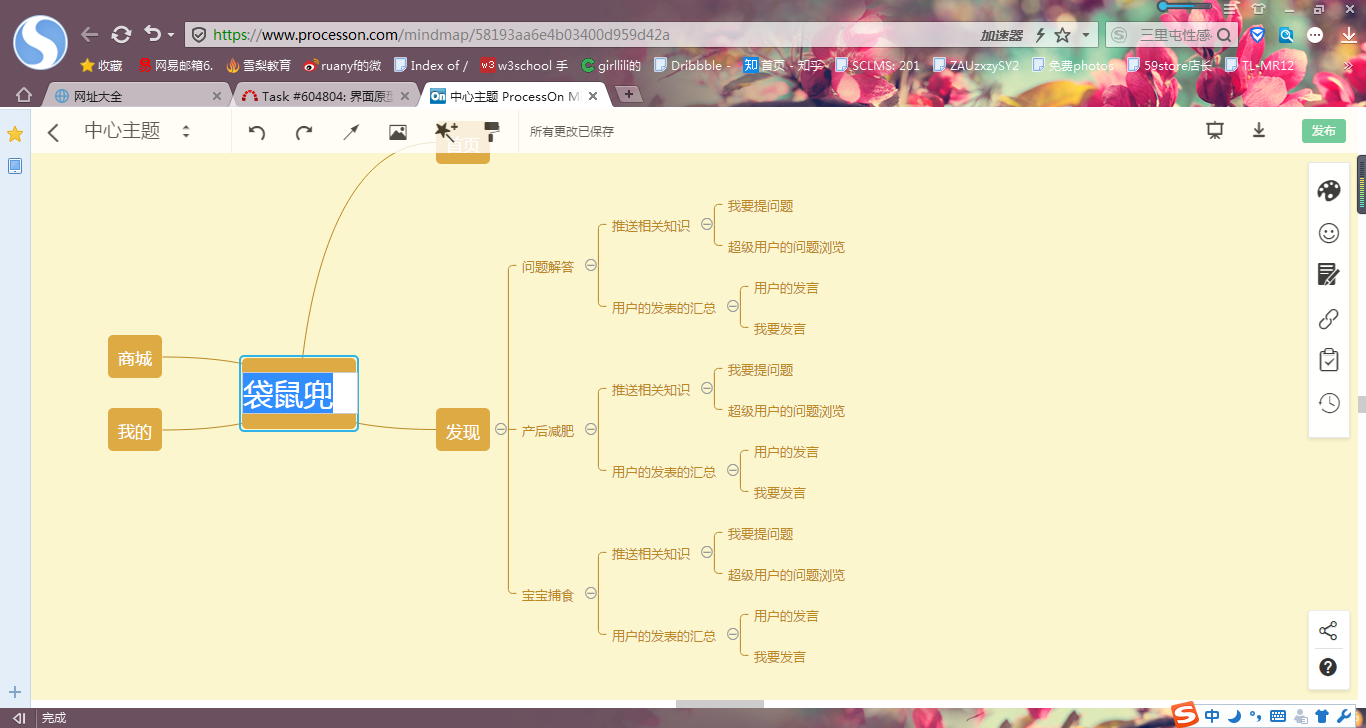 https://www.processon.com/mindmap/58193aa6e4b03400d959d42a
加速器
三里屯性感
收藏
网易邮箱6.
雪梨教育
ruanyf的微
Index of /
w3 w3school 手
girllili的
Dribbble -
知 首页 - 知乎
SCLMS: 201
ZAUzxzySY2
免费photos
59store店长
TL-MR12
网址大全
Task #604804: 界面原型
On 中心主题 ProcessOn M
中心主题
所有更改已保存
发布
首页
我要提问题
推送相关知识
超级用户的问题浏览
问题解答
用户的发言
用户的发表的汇总
我要发言
商城
袋鼠兜
我的
发现
我要提问题
推送相关知识
超级用户的问题浏览
产后减肥
用户的发言
用户的发表的汇总
我要发言
我要提问题
推送相关知识
超级用户的问题浏览
宝宝捕食
用户的发言
用户的发表的汇总
我要发言
完成
中